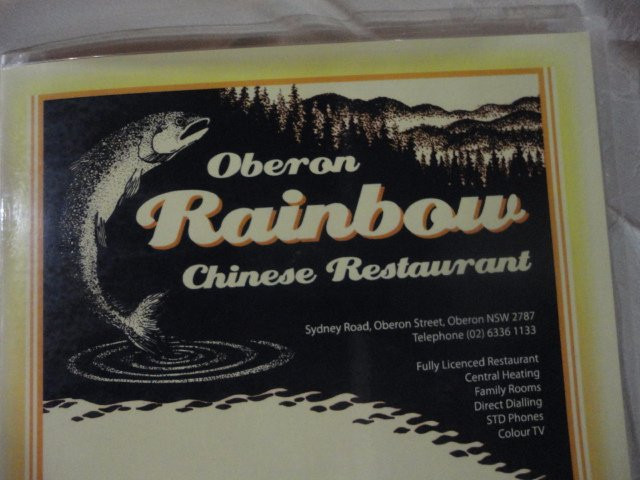 Oberon
Rainbow
Chinese Restaurant
Sydney Road, Oberon Street, Oberon NSW 2787
Telephone (02) 6336 1133
Fully Licenced Restaurant
Central Heating
Family Rooms
Direct Dialling
STD Phones
Colour TV